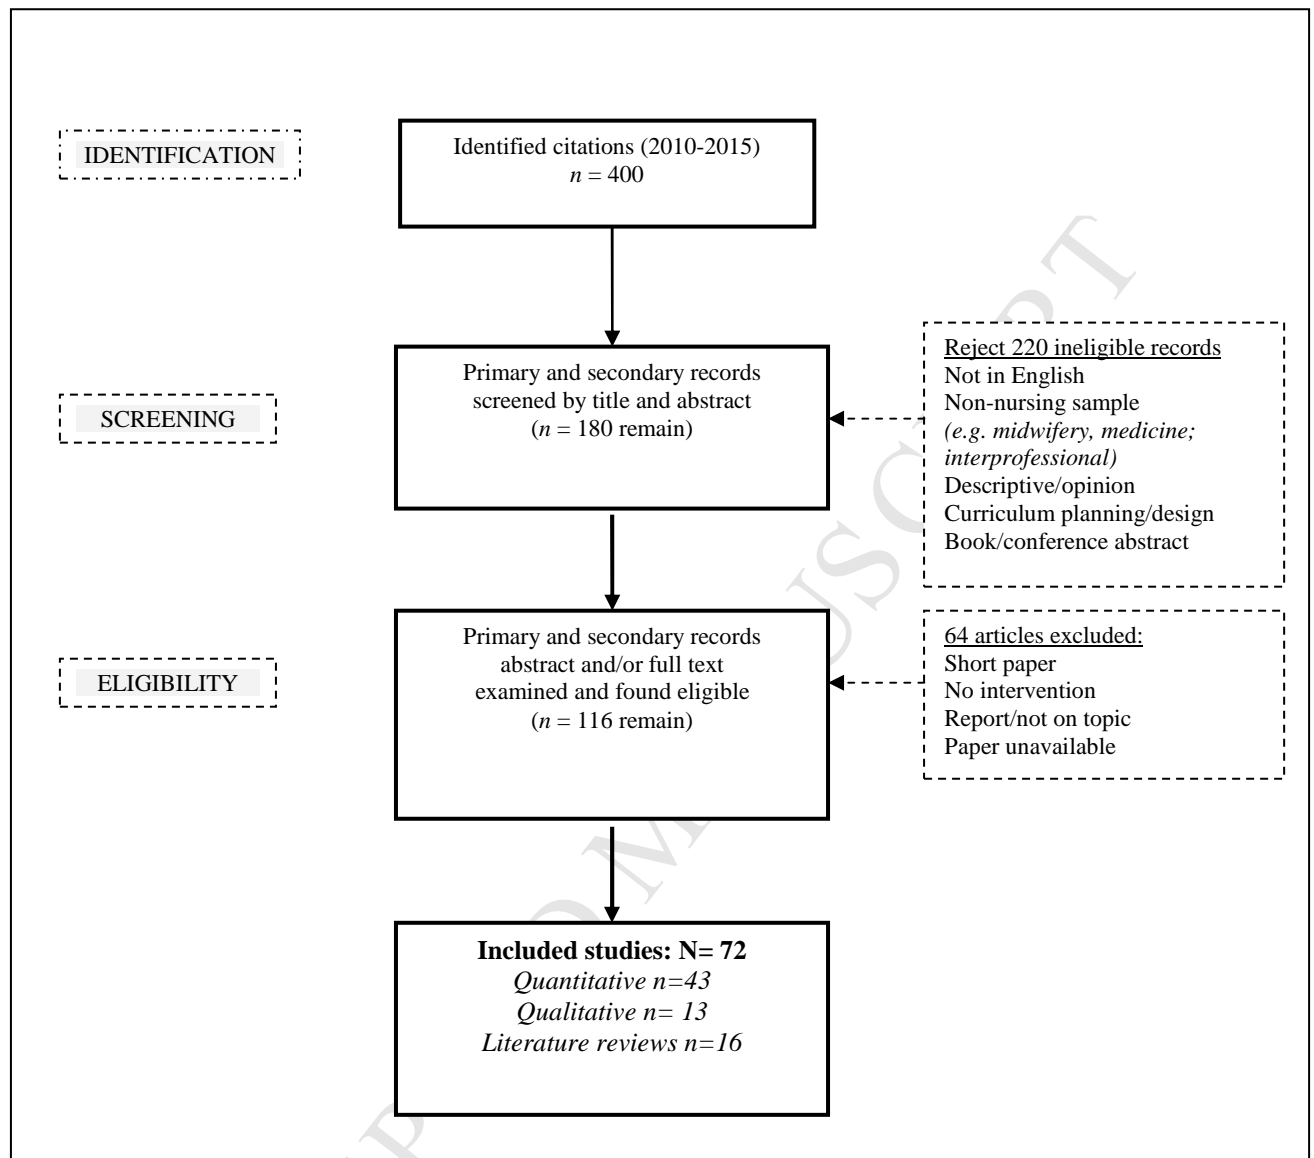 IDENTIFICATION
Identified citations (2010-2015)
n = 400
SCREENING
Primary and secondary records
screened by title and abstract
(n = 180 remain)
Reject 220 ineligible records
Not in English
Non-nursing sample
(e.g. midwifery, medicine;
interprofessional)
Descriptive/opinion
Curriculum planning/design
Book/conference abstract
ELIGIBILITY
Primary and secondary records
abstract and/or full text
examined and found eligible
(n = 116 remain)
64 articles excluded:
Short paper
No intervention
Report/not on topic
Paper unavailable
Included studies: N= 72
Quantitative n=43
Qualitative n= 13
Literature reviews n=16